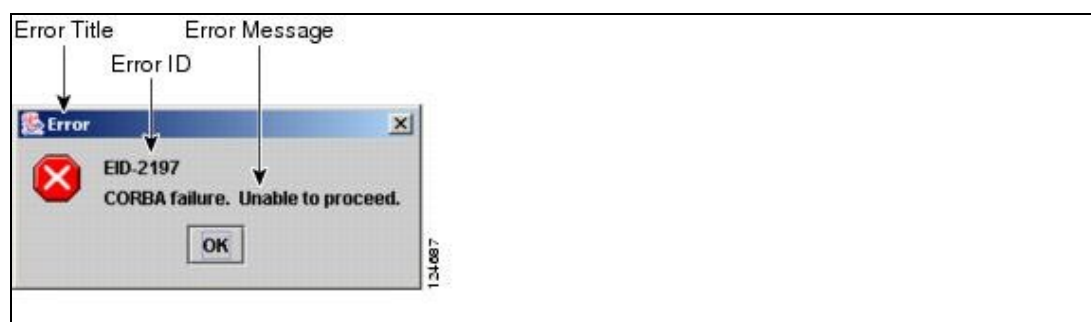 Error Title Error Message
Error ID
Error
EID-2197
CORBA failure. Unable to proceed.
OK
124687